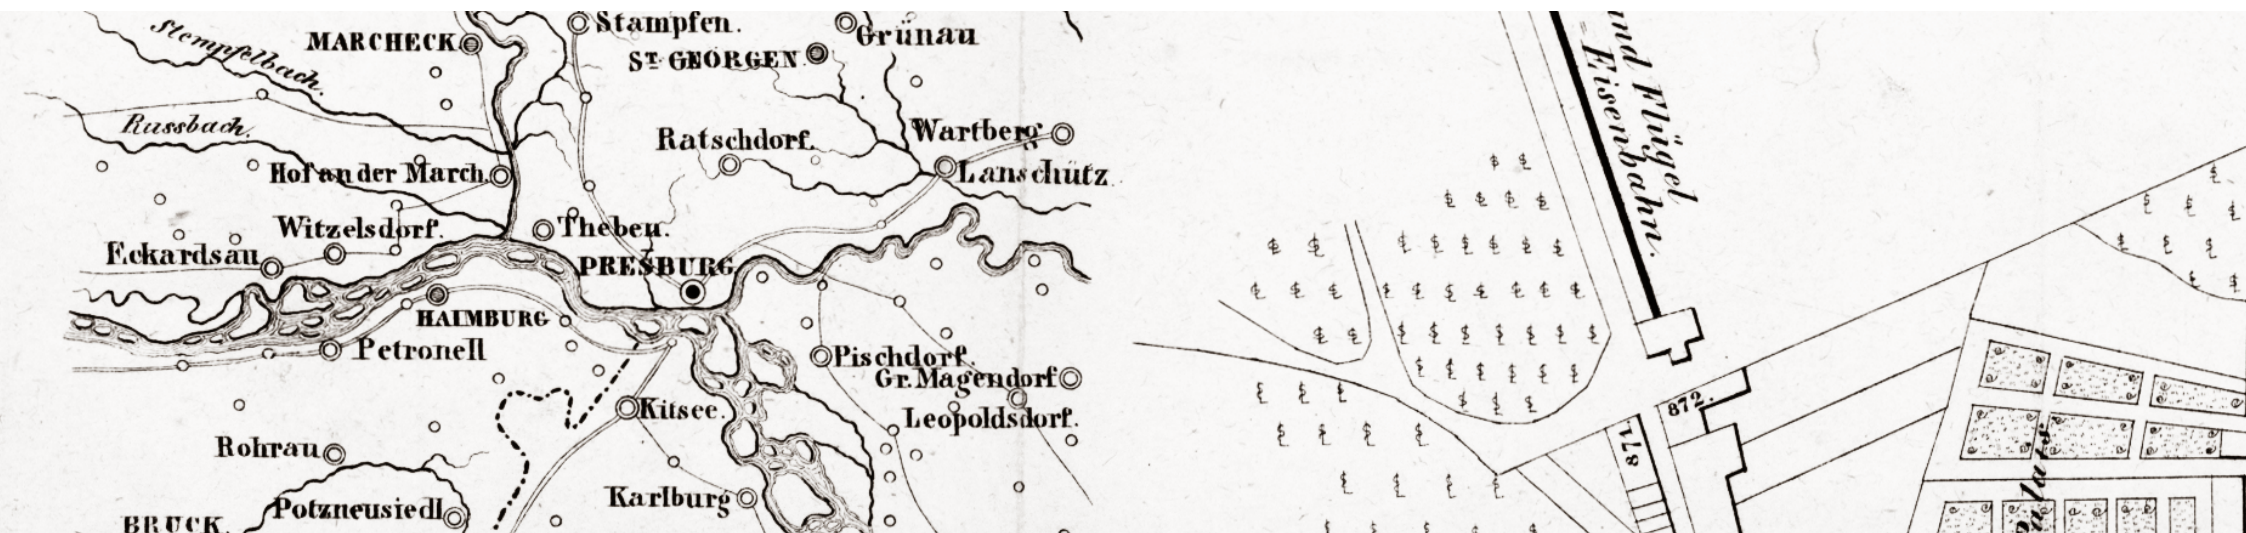 Stampfen.
Grünau
MARCHECK.
ST. GEORGEN.
Stempfelbach.
Russbach.
Ratschdorf.
Wartberg
Hof an der March.
Lanschütz
Witzelsdorf.
Theben.
Eckardsau
PRESBURG
HAIMBURG
Petronell
Pischdorf.
Gr. Magendorf
Kitsee.
Leopoldsdorf.
Rohrau
Karlburg
Potzneusiedl
BRUCK.
und Flügel
Eisenbahn.
872.
871.
Palats